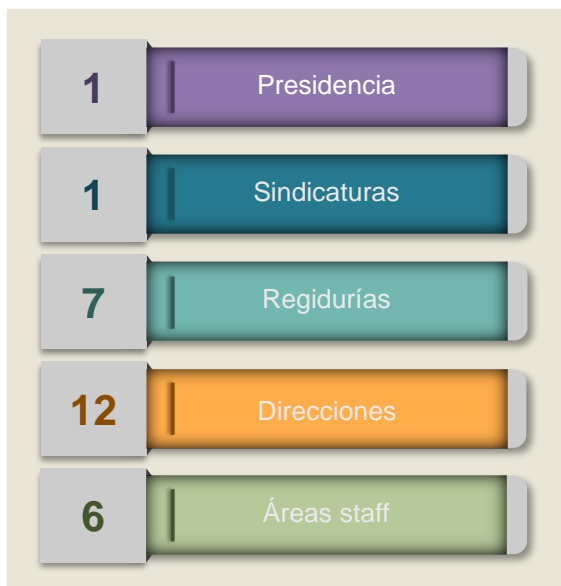 1 Presidencia
1 Sindicaturas
7 Regidurías
12 Direcciones
6 Áreas staff